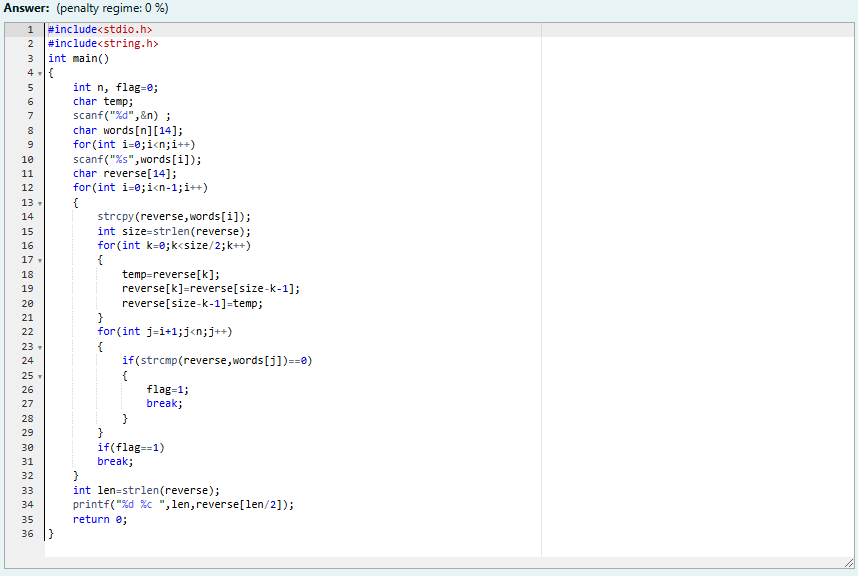 Answer: (penalty regime: 0 %)
1 #include<stdio.h>
2 #include<string.h>
3 int main()
4 {
5     int n, flag=0;
6     char temp;
7     scanf("%d",&n) ;
8     char words[n][14];
9     for(int i=0;i<n;i++)
10     scanf("%s",words[i]);
11     char reverse[14];
12     for(int i=0;i<n-1;i++)
13     {
14         strcpy(reverse,words[i]);
15         int size=strlen(reverse);
16         for(int k=0;k<size/2;k++)
17         {
18             temp=reverse[k];
19             reverse[k]=reverse[size-k-1];
20             reverse[size-k-1]=temp;
21         }
22         for(int j=i+1;j<n;j++)
23         {
24             if(strcmp(reverse,words[j])==0)
25             {
26                 flag=1;
27                 break;
28             }
29         }
30         if(flag==1)
31         break;
32     }
33     int len=strlen(reverse);
34     printf("%d %c ",len,reverse[len/2]);
35     return 0;
36 }